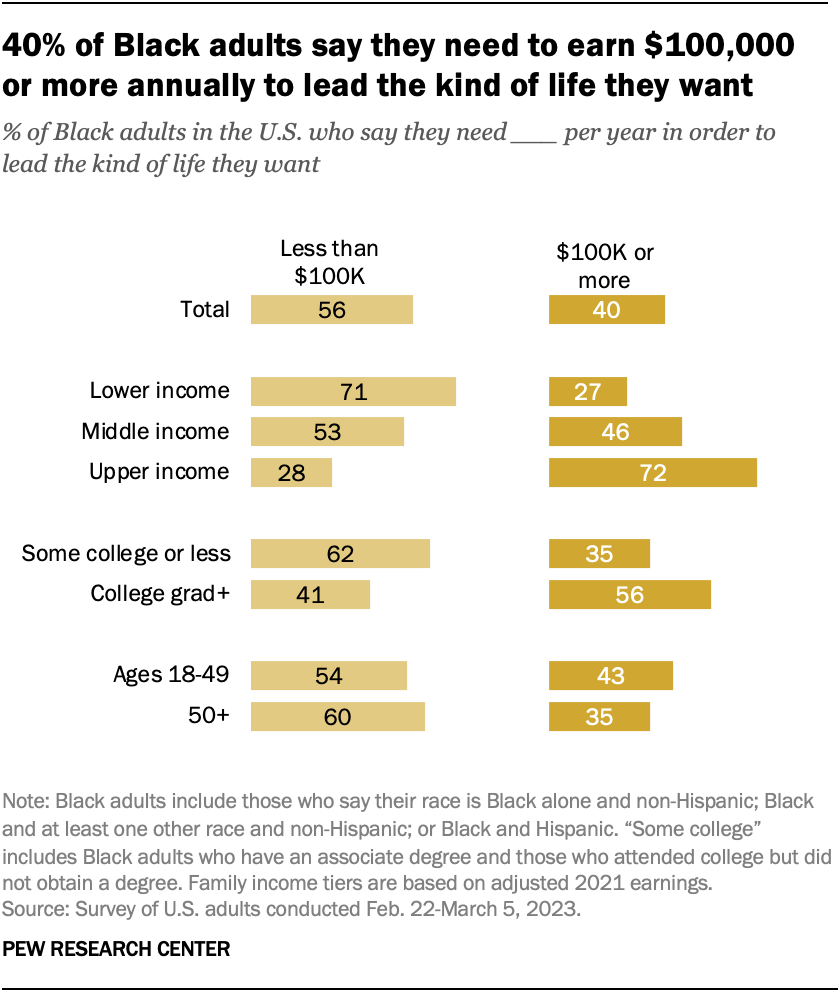 40% of Black adults say they need to earn $100,000
or more annually to lead the kind of life they want
% of Black adults in the U.S. who say they need ___ per year in order to
lead the kind of life they want
Less than
$100K
$100K or
more
Total 56 40
Lower income 71 27
Middle income 53 46
Upper income 28 72
Some college or less 62 35
College grad+ 41 56
Ages 18-49 54 43
50+ 60 35
Note: Black adults include those who say their race is Black alone and non-Hispanic; Black
and at least one other race and non-Hispanic; or Black and Hispanic. “Some college”
includes Black adults who have an associate degree and those who attended college but did
not obtain a degree. Family income tiers are based on adjusted 2021 earnings.
Source: Survey of U.S. adults conducted Feb. 22-March 5, 2023.
PEW RESEARCH CENTER